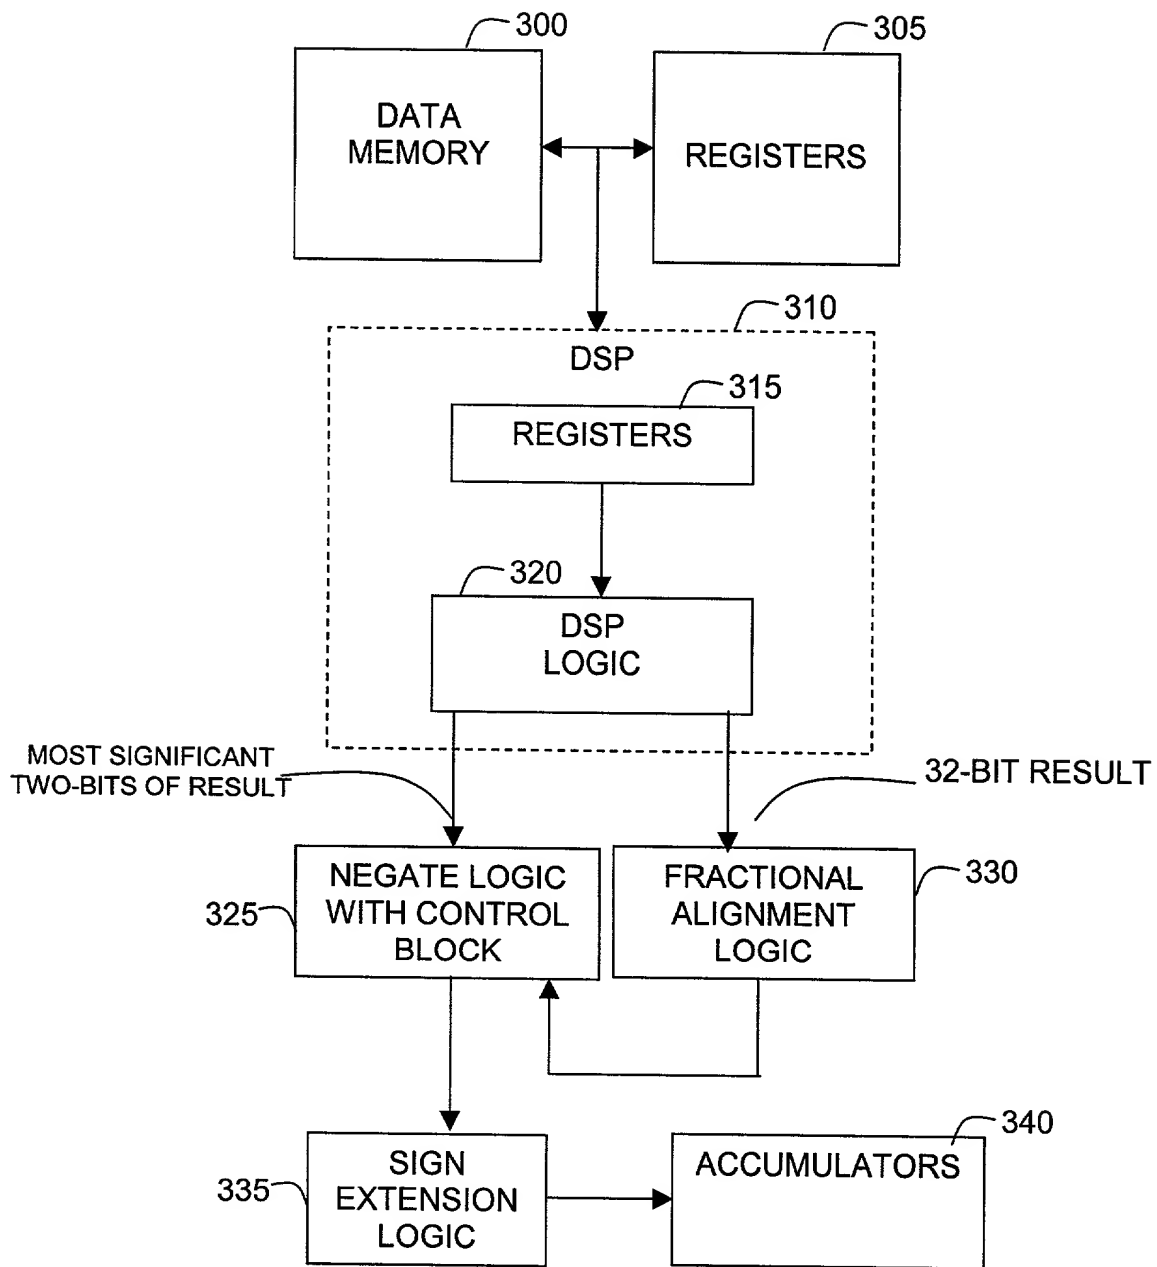 300
305
DATA
MEMORY
REGISTERS
310
DSP
315
REGISTERS
320
DSP
LOGIC
MOST SIGNIFICANT
TWO-BITS OF RESULT
32-BIT RESULT
NEGATE LOGIC
WITH CONTROL
BLOCK
325
FRACTIONAL
ALIGNMENT
LOGIC
330
SIGN
EXTENSION
LOGIC
335
ACCUMULATORS
340